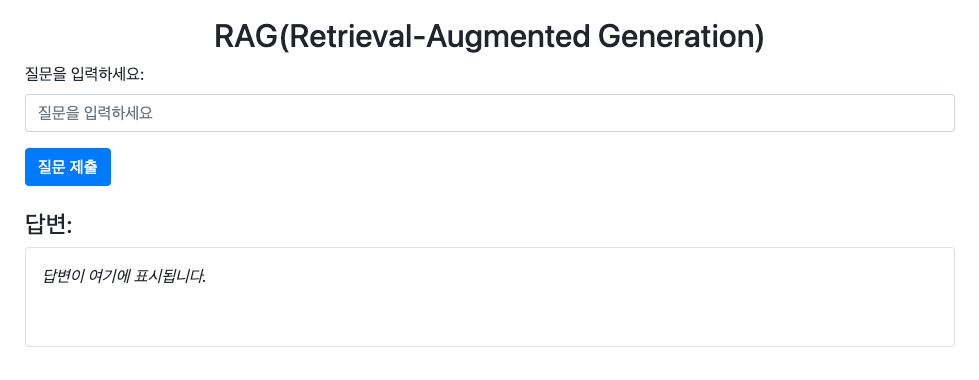 RAG(Retrieval-Augmented Generation)
질문을 입력하세요:
질문을 입력하세요
질문 제출
답변:
답변이 여기에 표시됩니다.